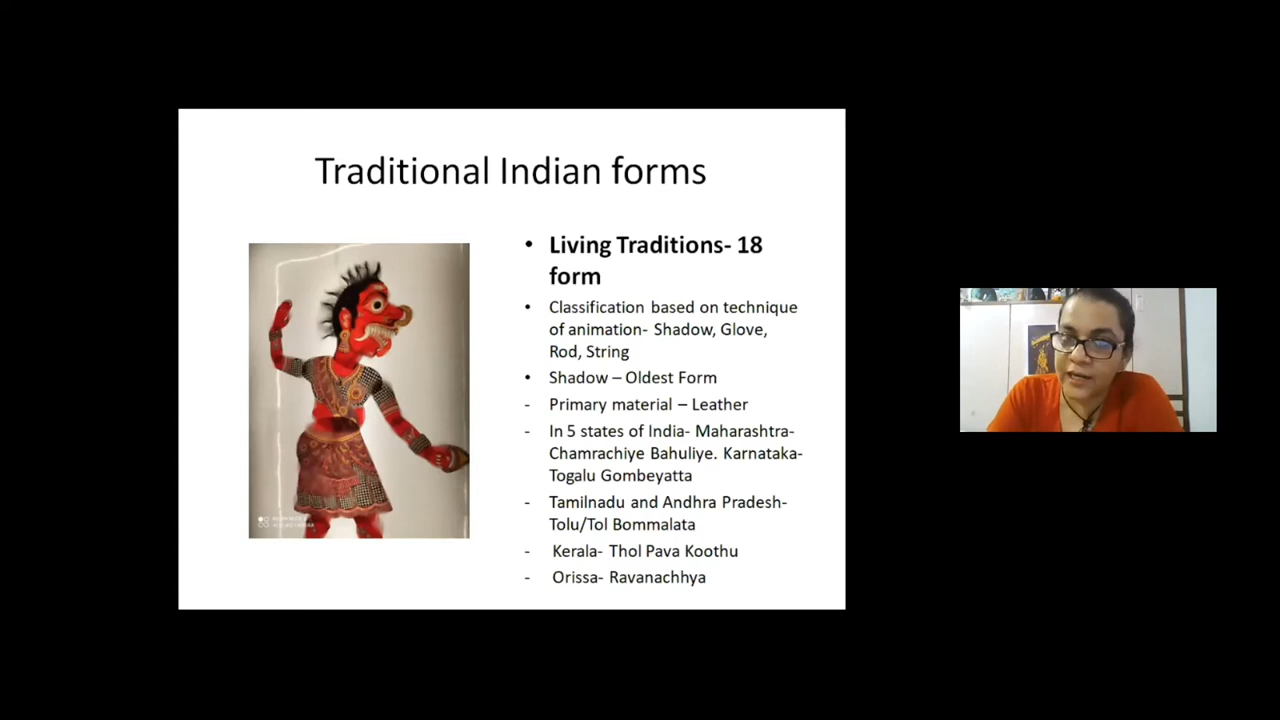 Traditional Indian forms
• Living Traditions- 18
form
• Classification based on technique
of animation- Shadow, Glove,
Rod, String
• Shadow – Oldest Form
- Primary material – Leather
- In 5 states of India- Maharashtra-
Chamrachiye Bahuliye. Karnataka-
Togalu Gombeyatta
- Tamilnadu and Andhra Pradesh-
Tolu/Tol Bommalata
- Kerala- Thol Pava Koothu
- Orissa- Ravanachhya